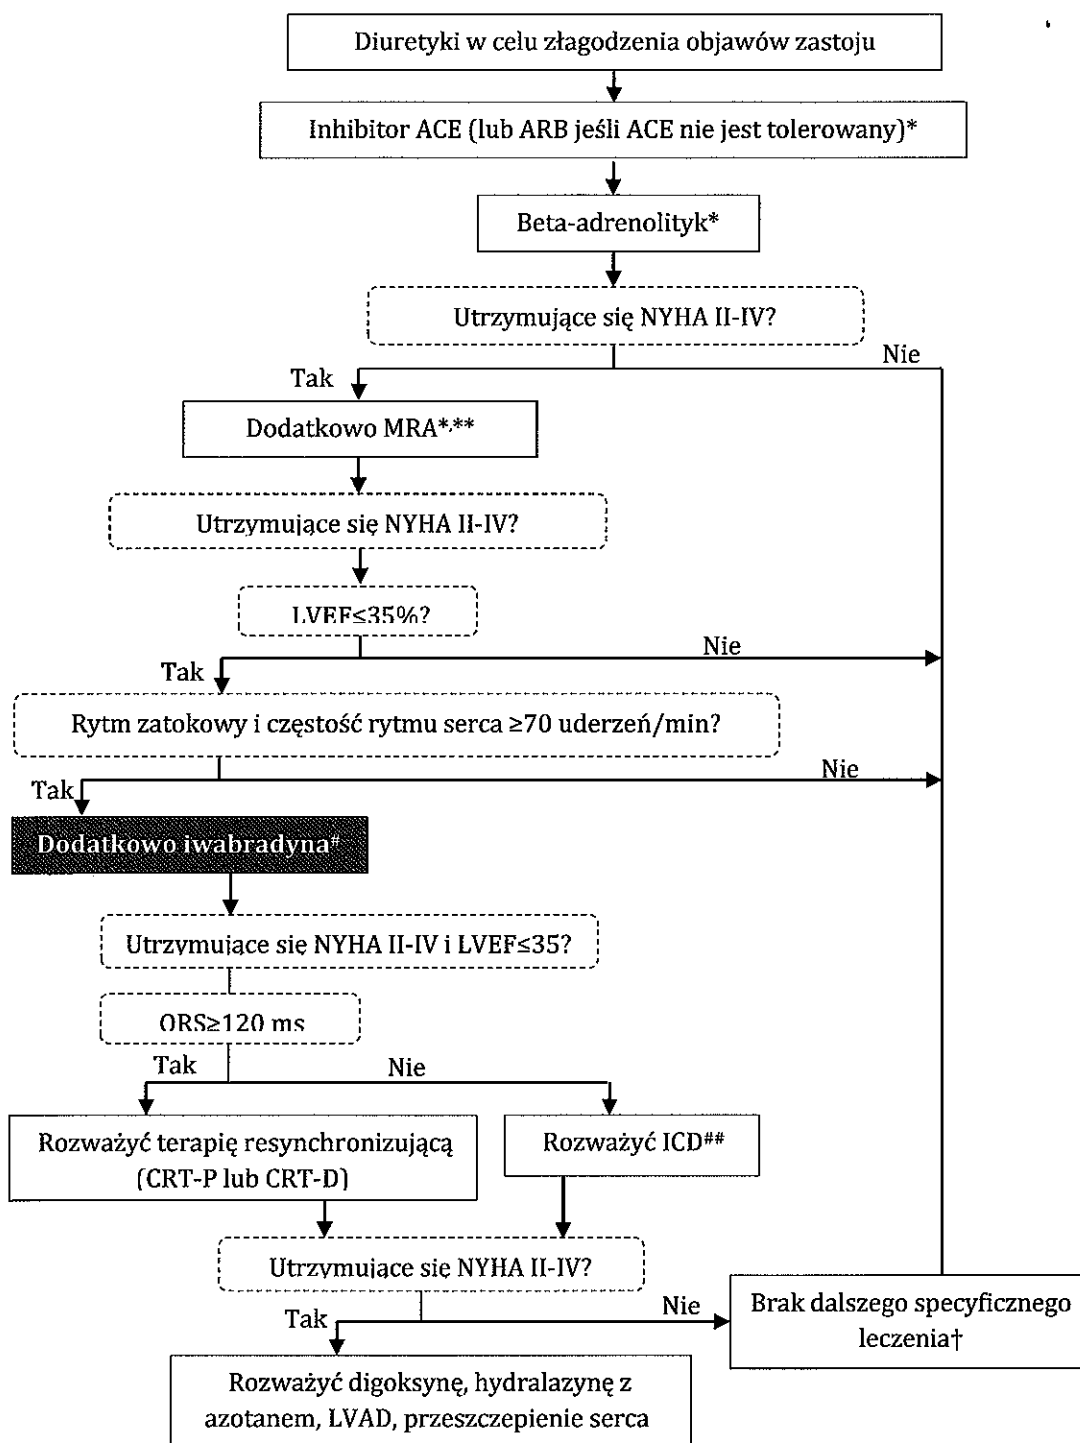 Diuretyki w celu złagodzenia objawów zastoju
Inhibitor ACE (lub ARB jeśli ACE nie jest tolerowany)*
Beta-adrenolityk*
Utrzymujące się NYHA II-IV?
Nie
Tak
Dodatkowo MRA*,**
Utrzymujące się NYHA II-IV?
LVEF≤35%?
Nie
Tak
Rytm zatokowy i częstość rytmu serca ≥70 uderzeń/min?
Nie
Tak
Dodatkowo iwabradyna#
Utrzymujące się NYHA II-IV i LVEF≤35?
QRS≥120 ms
Tak
Nie
Rozważyć terapię resynchronizującą
(CRT-P lub CRT-D)
Rozważyć ICD##
Utrzymujące się NYHA II-IV?
Tak
Nie
Brak dalszego specyficznego
leczenia†
Rozważyć digoksynę, hydralazynę z
azotanem, LVAD, przeszczepienie serca